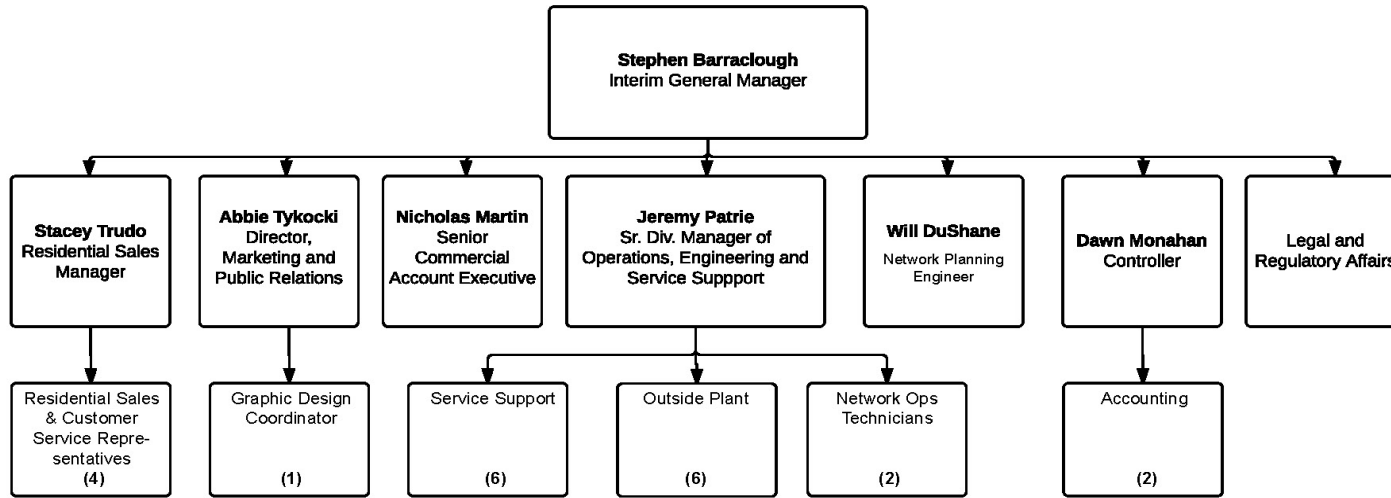 Stephen Barraclough
Interim General Manager
Stacey Trudo
Residential Sales
Manager
Abbie Tykocki
Director,
Marketing and
Public Relations
Nicholas Martin
Senior
Commercial
Account Executive
Jeremy Patrie
Sr. Div. Manager of
Operations, Engineering and
Service Suppport
Will DuShane
Network Planning
Engineer
Dawn Monahan
Controller
Legal and
Regulatory Affairs
Residential Sales
& Customer
Service Repre-
sentatives
(4)
Graphic Design
Coordinator
(1)
Service Support
(6)
Outside Plant
(6)
Network Ops
Technicians
(2)
Accounting
(2)